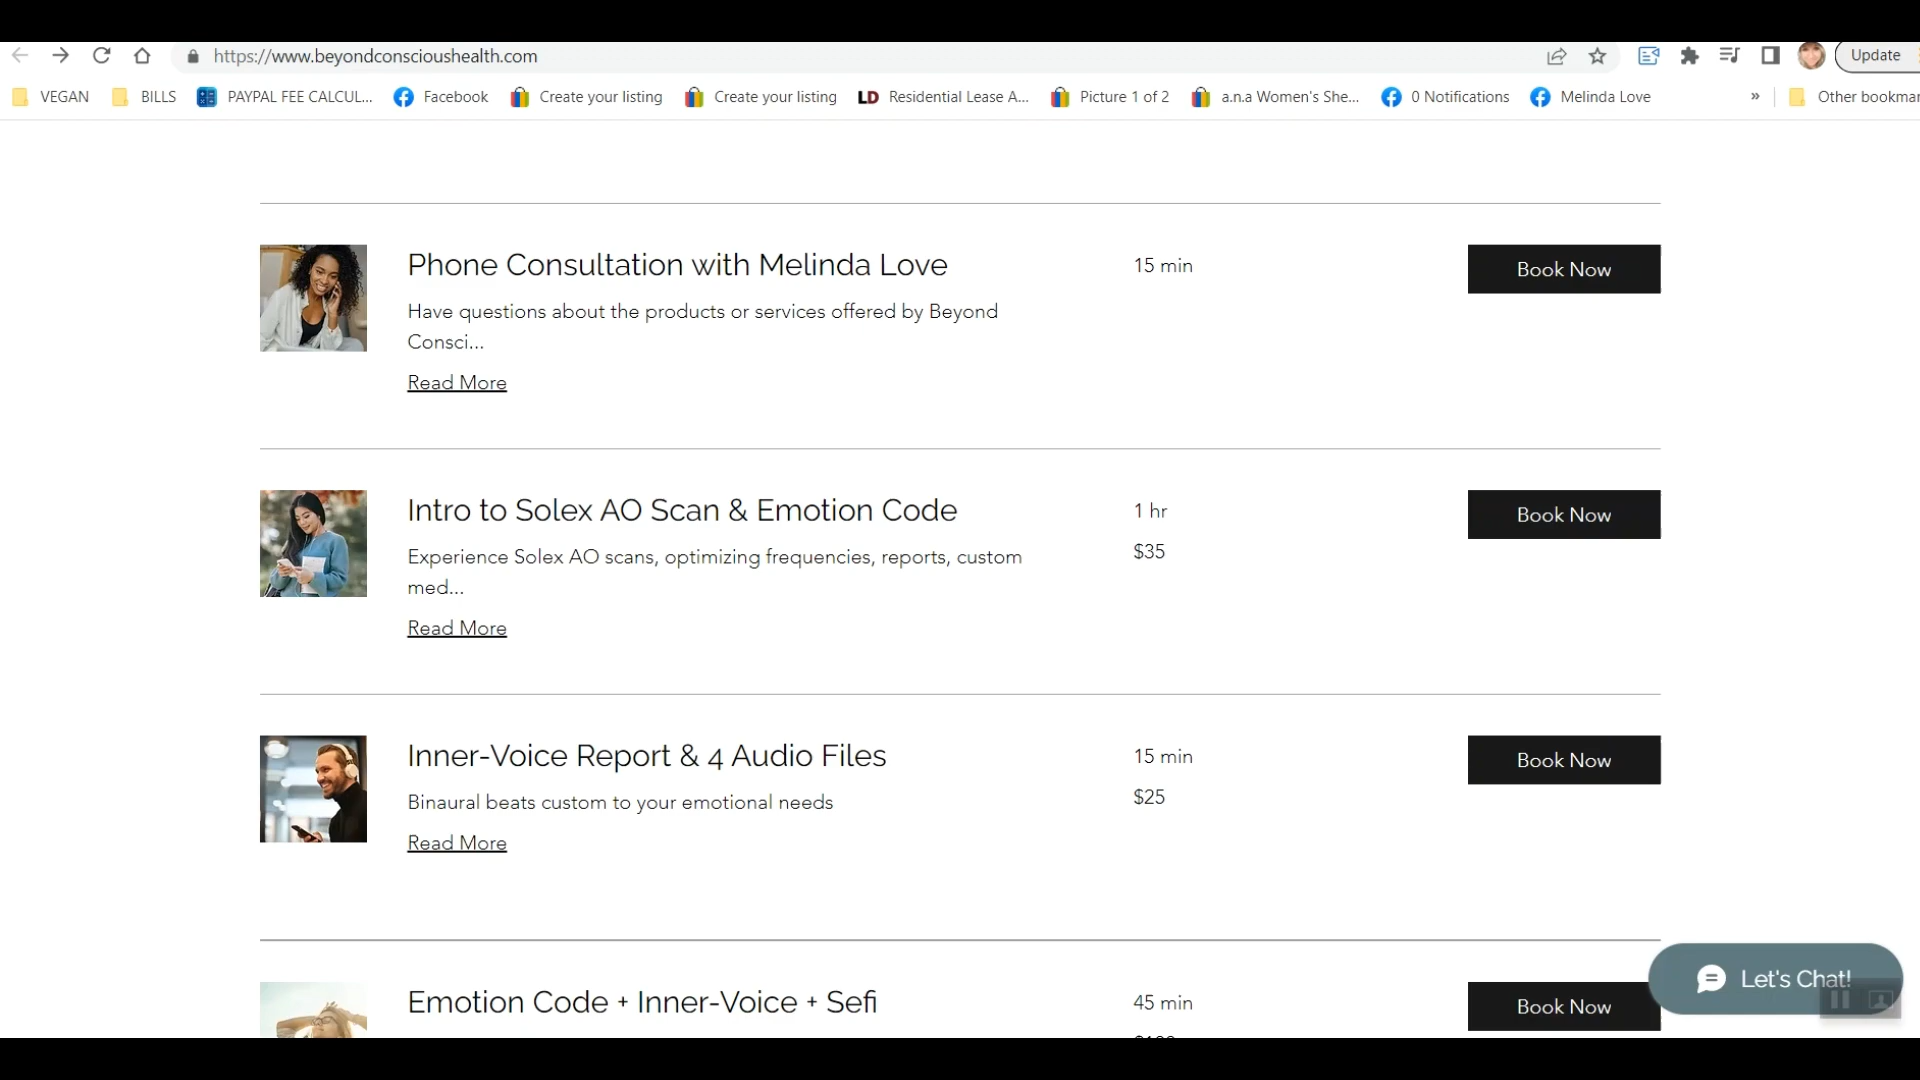 https://www.beyondconscioushealth.com
Update
VEGAN BILLS PAYPAL FEE CALCUL... Facebook Create your listing Create your listing LD Residential Lease A... Picture 1 of 2 a.n.a Women's She... 0 Notifications Melinda Love » Other bookmar
Phone Consultation with Melinda Love 15 min Book Now
Have questions about the products or services offered by Beyond
Consci...
Read More
Intro to Solex AO Scan & Emotion Code 1 hr Book Now
$35
Experience Solex AO scans, optimizing frequencies, reports, custom
med...
Read More
Inner-Voice Report & 4 Audio Files 15 min Book Now
$25
Binaural beats custom to your emotional needs
Read More
Let's Chat!
Emotion Code + Inner-Voice + Sefi 45 min Book Now